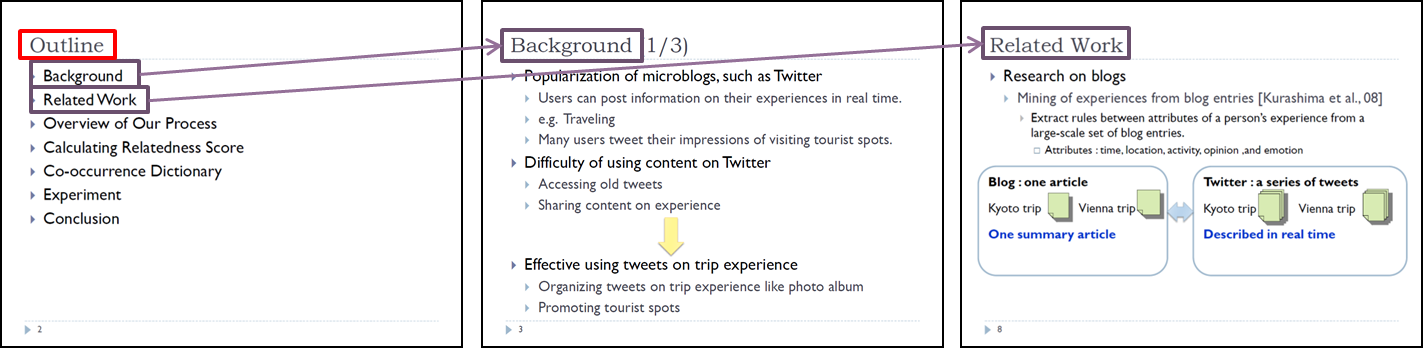 Outline
Background
Related Work
Overview of Our Process
Calculating Relatedness Score
Co-occurrence Dictionary
Experiment
Conclusion
2
Background 1/3)
Popularization of microblogs, such as Twitter
Users can post information on their experiences in real time.
e.g. Traveling
Many users tweet their impressions of visiting tourist spots.
Difficulty of using content on Twitter
Accessing old tweets
Sharing content on experience
Effective using tweets on trip experience
Organizing tweets on trip experience like photo album
Promoting tourist spots
3
Related Work
Research on blogs
Mining of experiences from blog entries [Kurashima et al., 08]
Extract rules between attributes of a person's experience from a
large-scale set of blog entries.
Attributes : time, location, activity, opinion ,and emotion
Blog : one article
Kyoto trip Vienna trip
One summary article
Twitter : a series of tweets
Kyoto trip Vienna trip
Described in real time
8